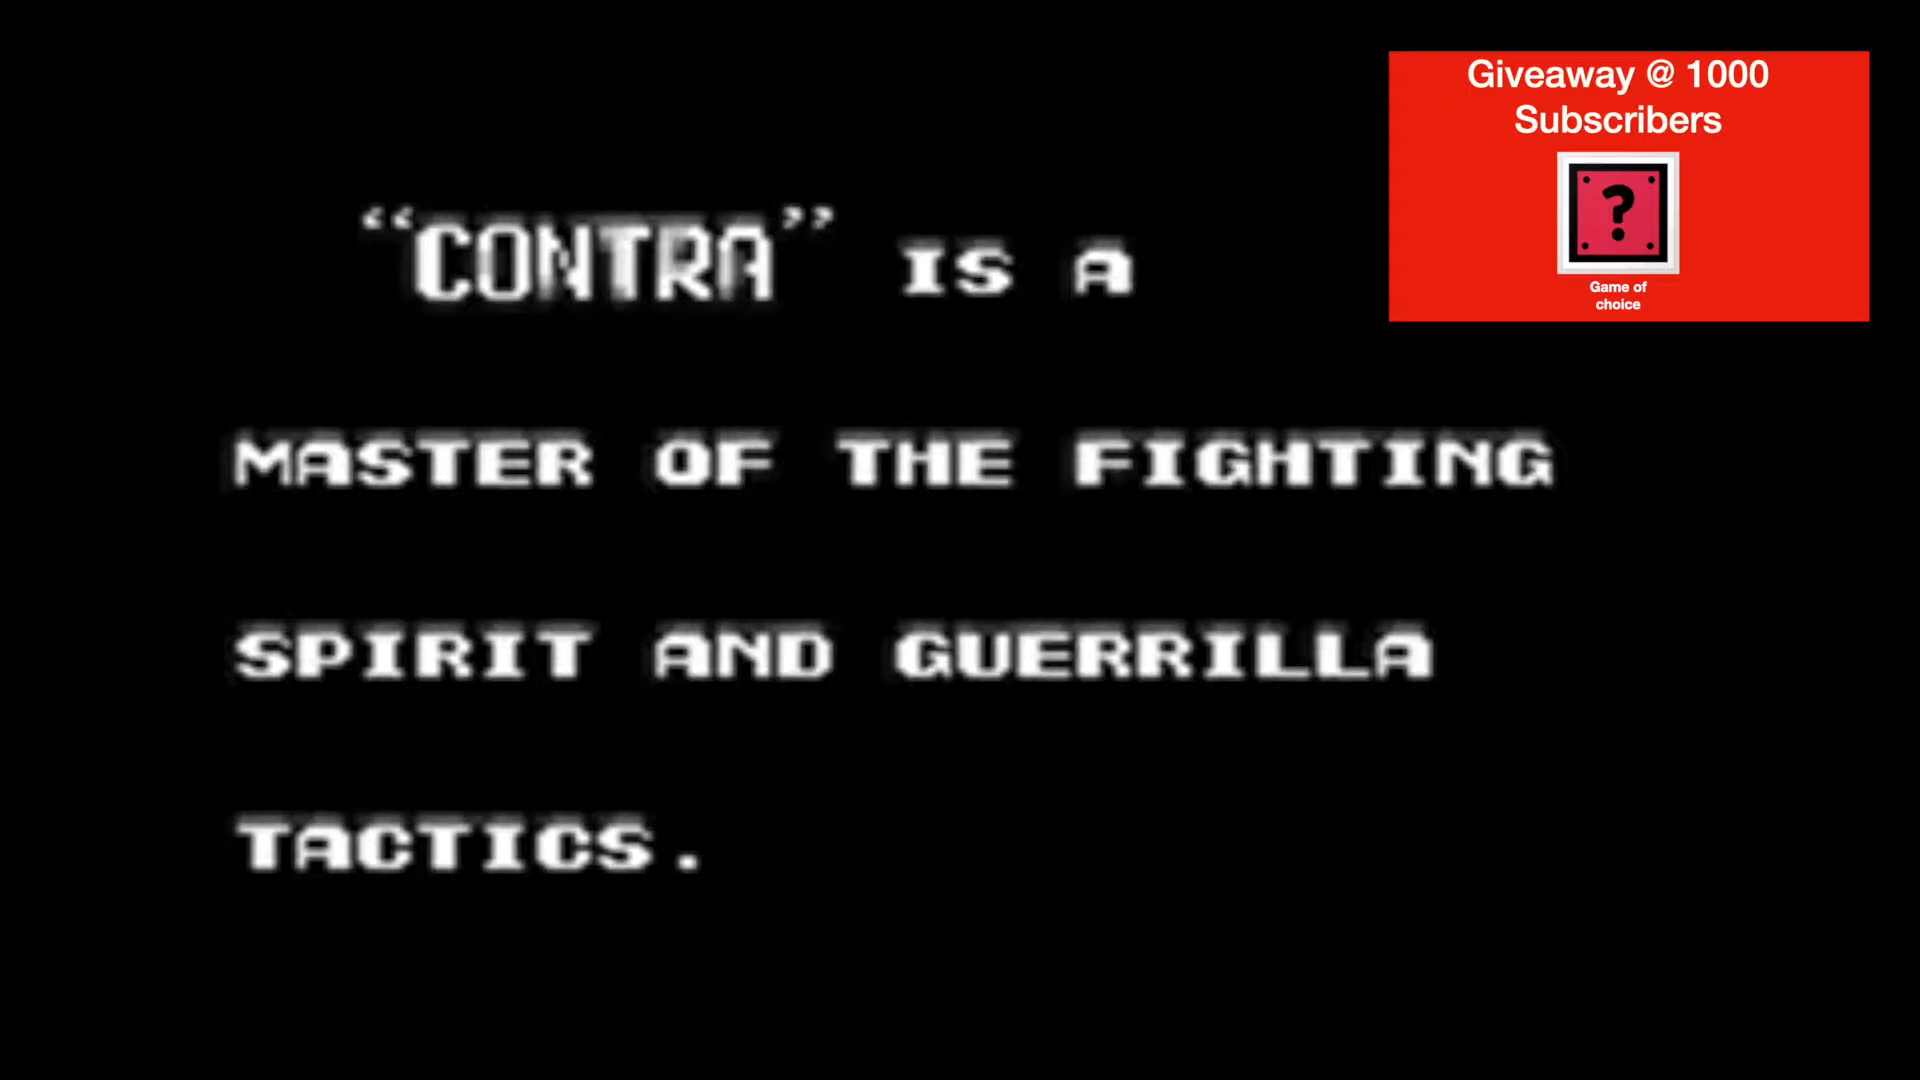 “CONTRA” IS A
MASTER OF THE FIGHTING
SPIRIT AND GUERRILLA
TACTICS.
Giveaway @ 1000
Subscribers
?
Game of
choice